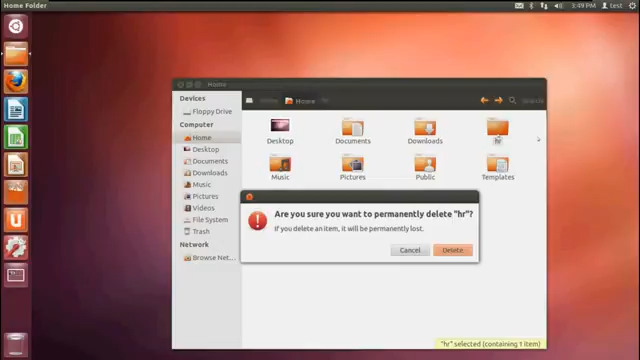 Home Folder
3:49 PM
test
Home
Devices
Floppy Drive
Computer
Home
Desktop
Documents
Downloads
Music
Pictures
Videos
File System
Trash
Network
Browse Net...
Home
Search
Desktop
Documents
Downloads
hr
Music
Pictures
Public
Templates
Are you sure you want to permanently delete "hr"?
If you delete an item, it will be permanently lost.
Cancel
Delete
"hr" selected (containing 1 item)